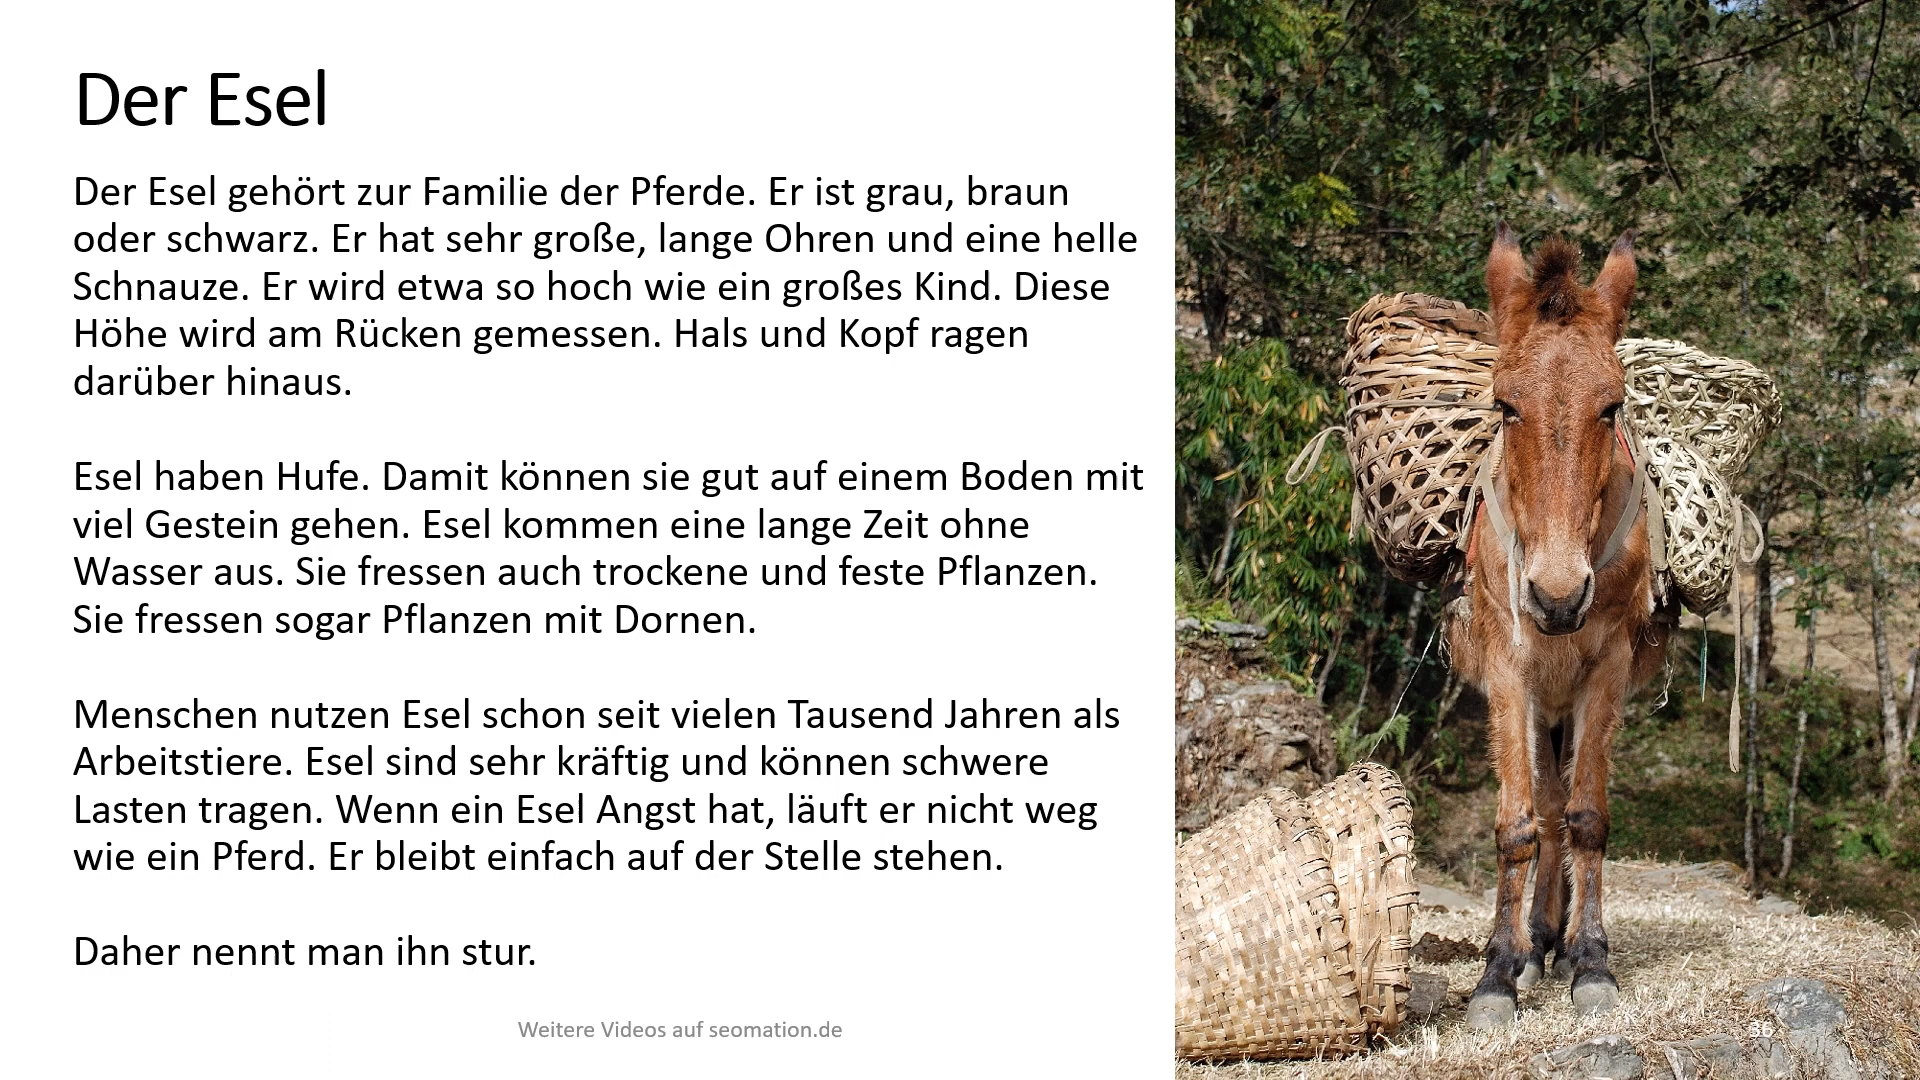 Der Esel
Der Esel gehört zur Familie der Pferde. Er ist grau, braun
oder schwarz. Er hat sehr große, lange Ohren und eine helle
Schnauze. Er wird etwa so hoch wie ein großes Kind. Diese
Höhe wird am Rücken gemessen. Hals und Kopf ragen
darüber hinaus.
Esel haben Hufe. Damit können sie gut auf einem Boden mit
viel Gestein gehen. Esel kommen eine lange Zeit ohne
Wasser aus. Sie fressen auch trockene und feste Pflanzen.
Sie fressen sogar Pflanzen mit Dornen.
Menschen nutzen Esel schon seit vielen Tausend Jahren als
Arbeitstiere. Esel sind sehr kräftig und können schwere
Lasten tragen. Wenn ein Esel Angst hat, läuft er nicht weg
wie ein Pferd. Er bleibt einfach auf der Stelle stehen.
Daher nennt man ihn stur.
Weitere Videos auf seomation.de
36